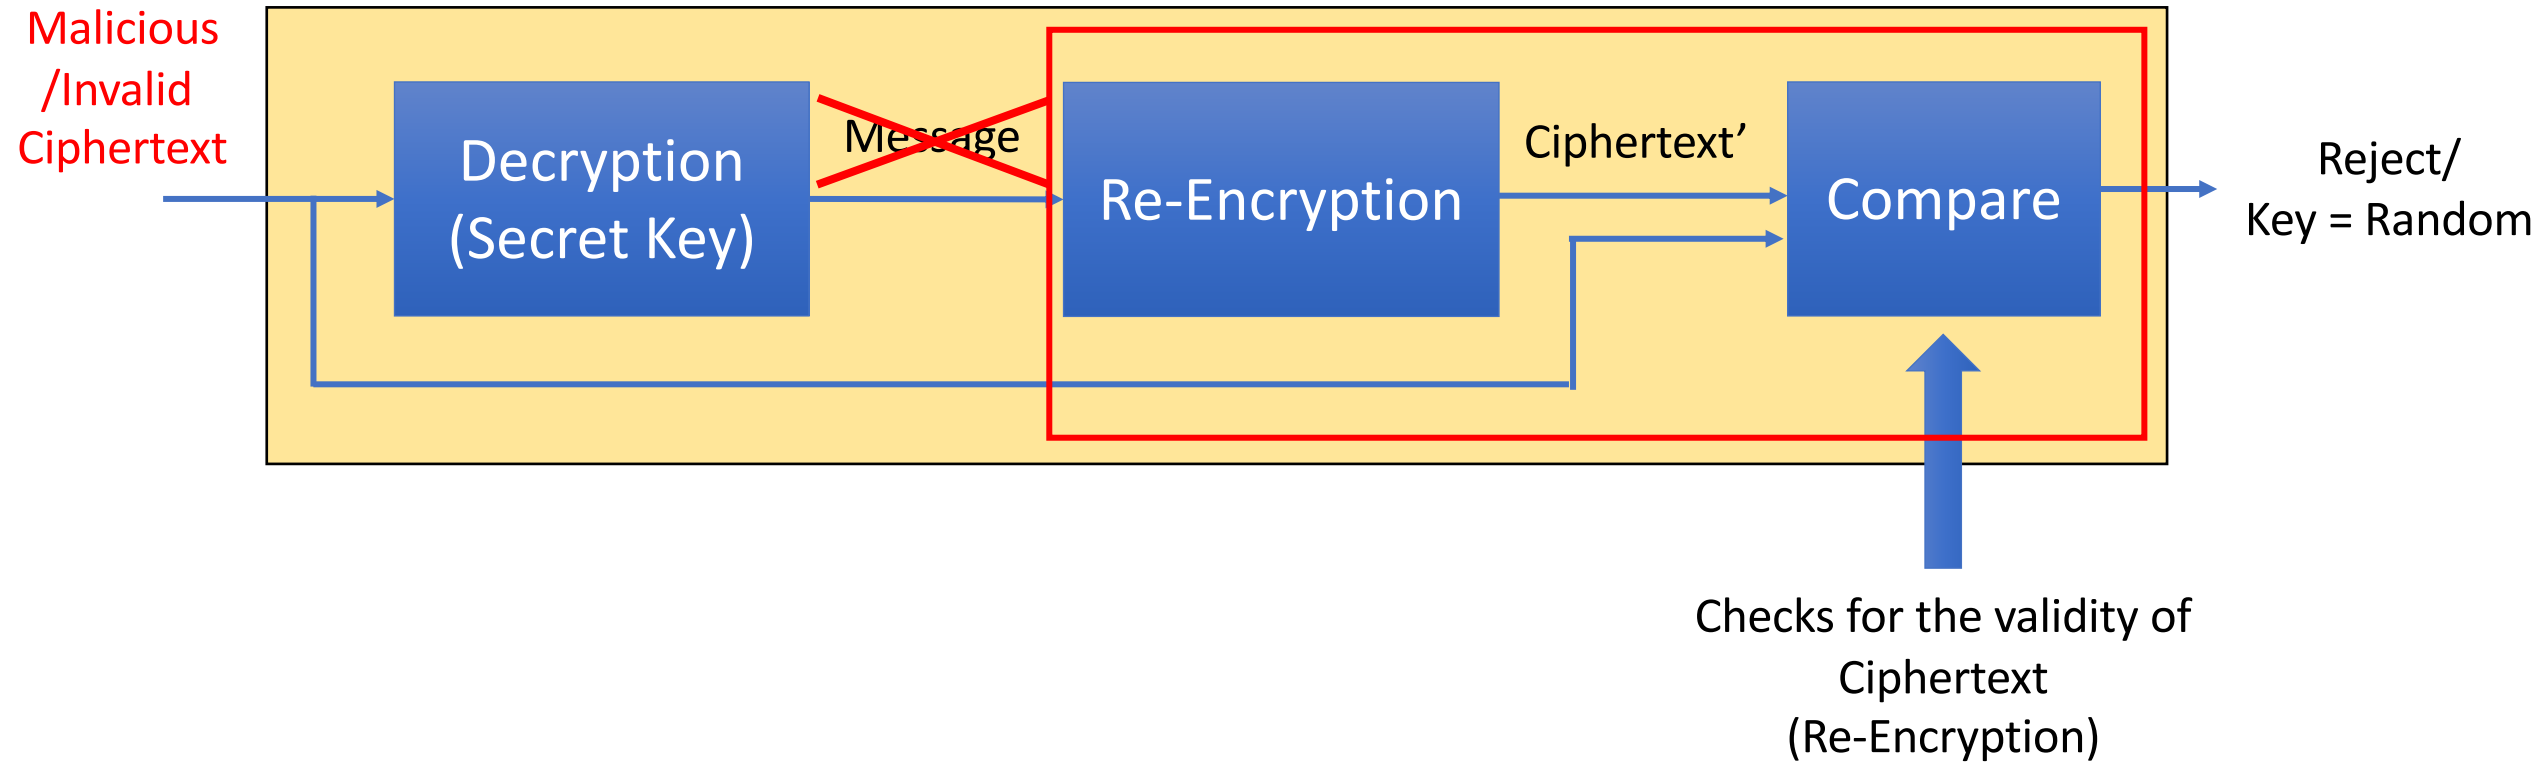 Malicious
/Invalid
Ciphertext
Decryption
(Secret Key)
Message
Re-Encryption
Ciphertext’
Compare
Reject/
Key = Random
Checks for the validity of
Ciphertext
(Re-Encryption)